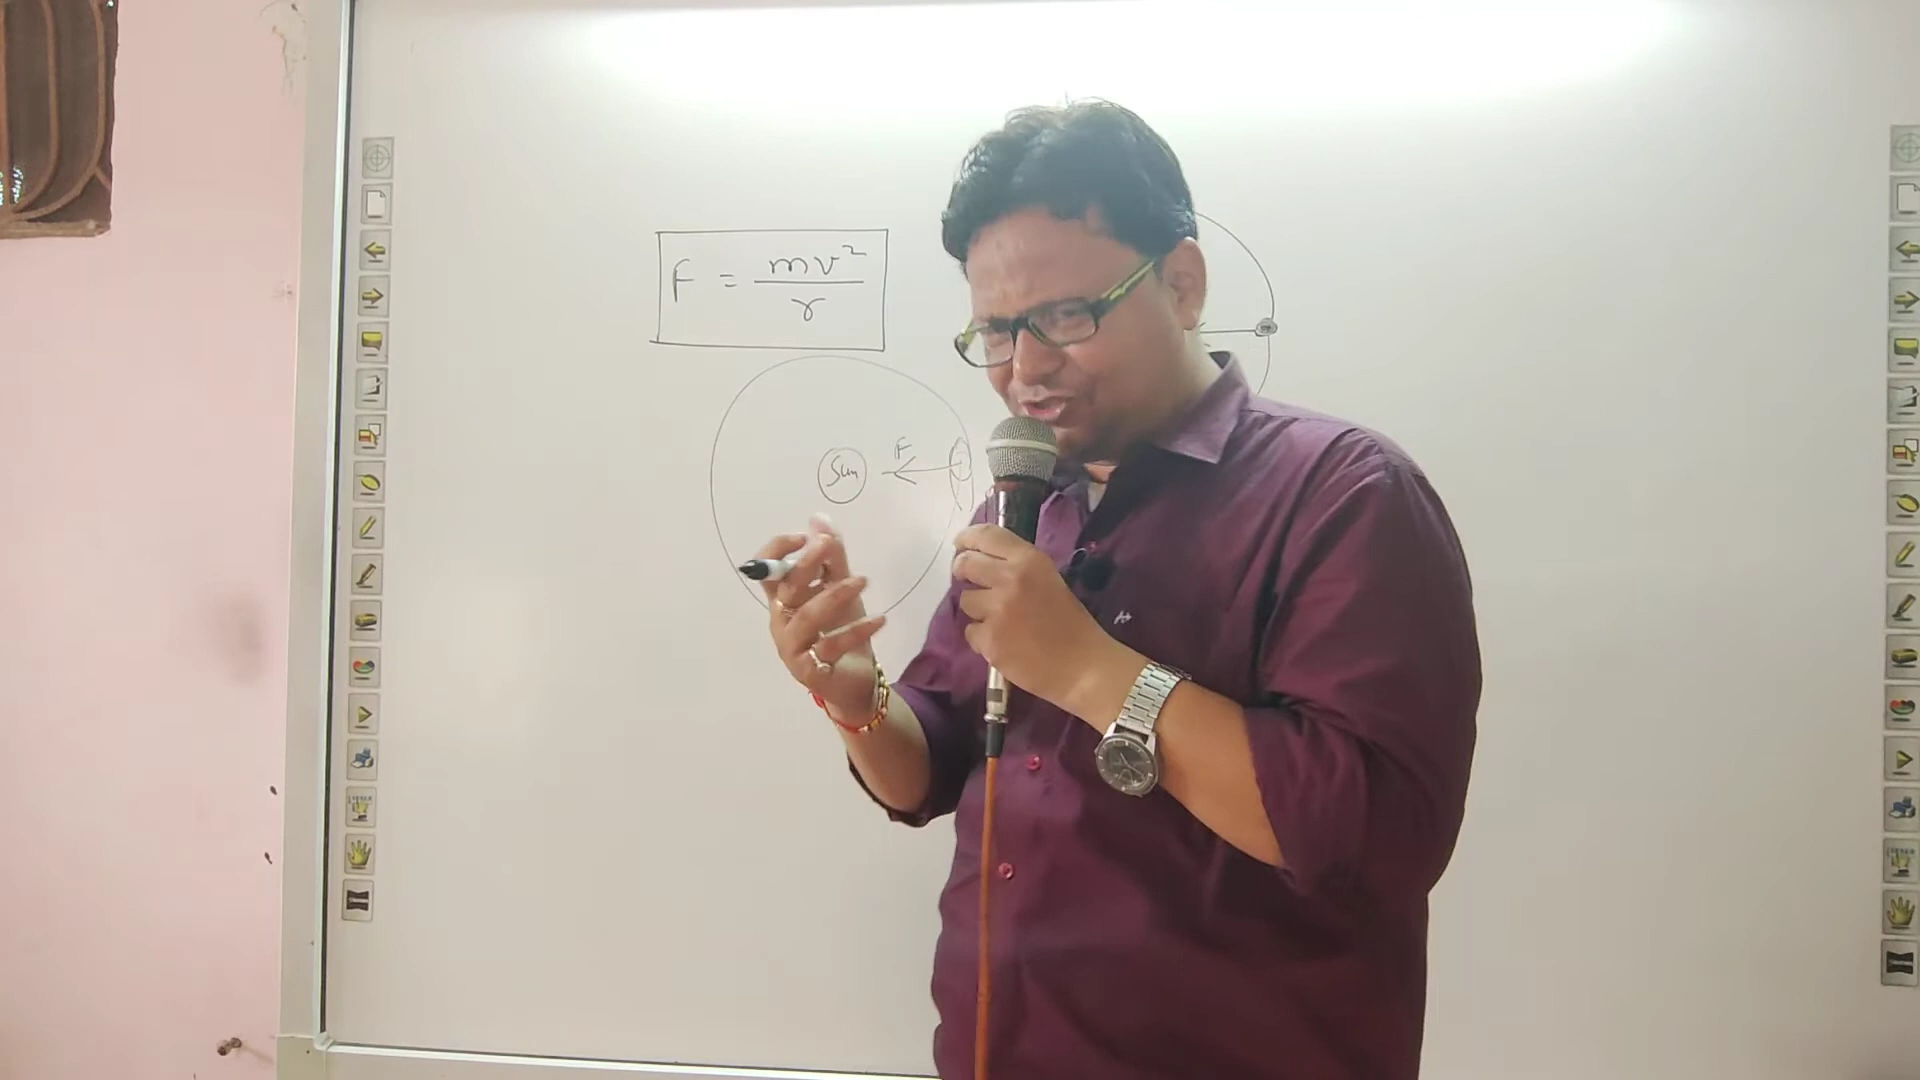 F = mv²/r
F
Sun